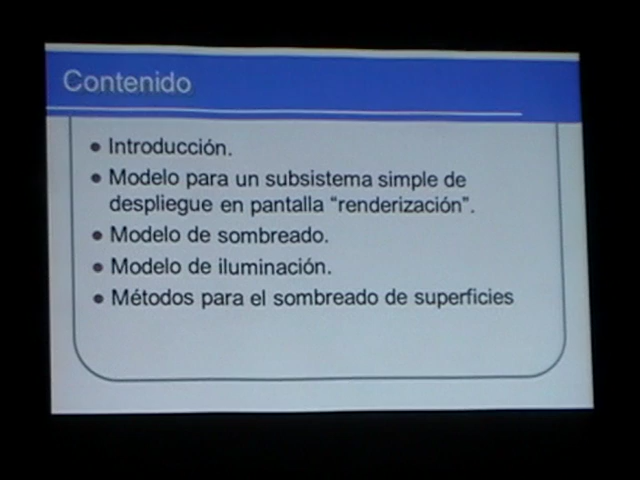 Contenido
• Introducción.
• Modelo para un subsistema simple de
despliegue en pantalla “renderización”.
• Modelo de sombreado.
• Modelo de iluminación.
• Métodos para el sombreado de superficies